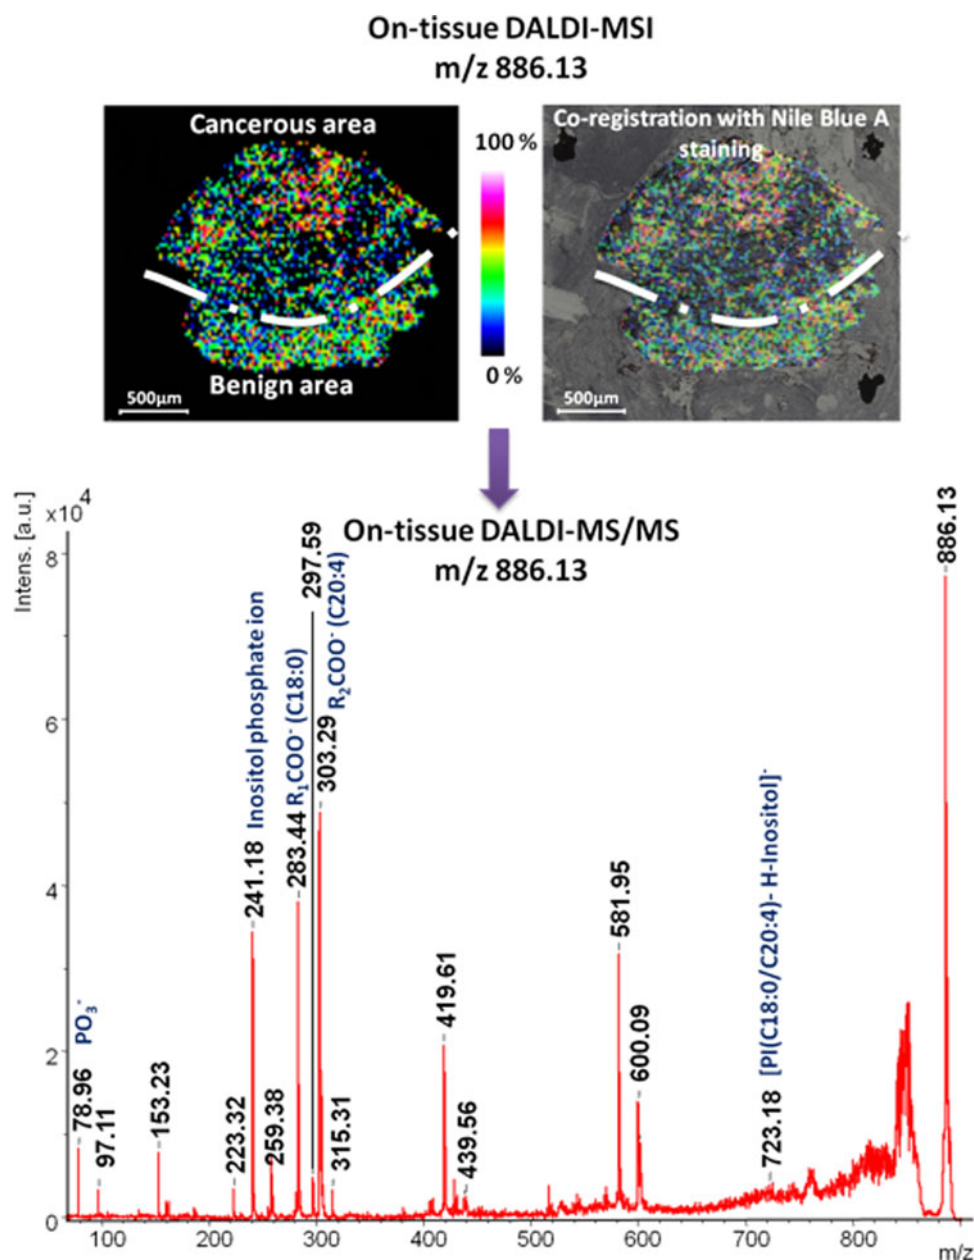 On-tissue DALDI-MSI
m/z 886.13
Cancerous area
Benign area
500µm
100 %
0 %
Co-registration with Nile Blue A
staining
500µm
On-tissue DALDI-MS/MS
m/z 886.13
Intens. [a.u.]
x10⁴
8
6
4
2
0
78.96 PO₃⁻
97.11
153.23
223.32
241.18 Inositol phosphate ion
259.38
283.44 R₁COO⁻ (C18:0)
297.59
303.29 R₂COO⁻ (C20:4)
315.31
419.61
439.56
581.95
600.09
723.18 [PI(C18:0/C20:4)- H-Inositol]⁻
886.13
100
200
300
400
500
600
700
800
m/z